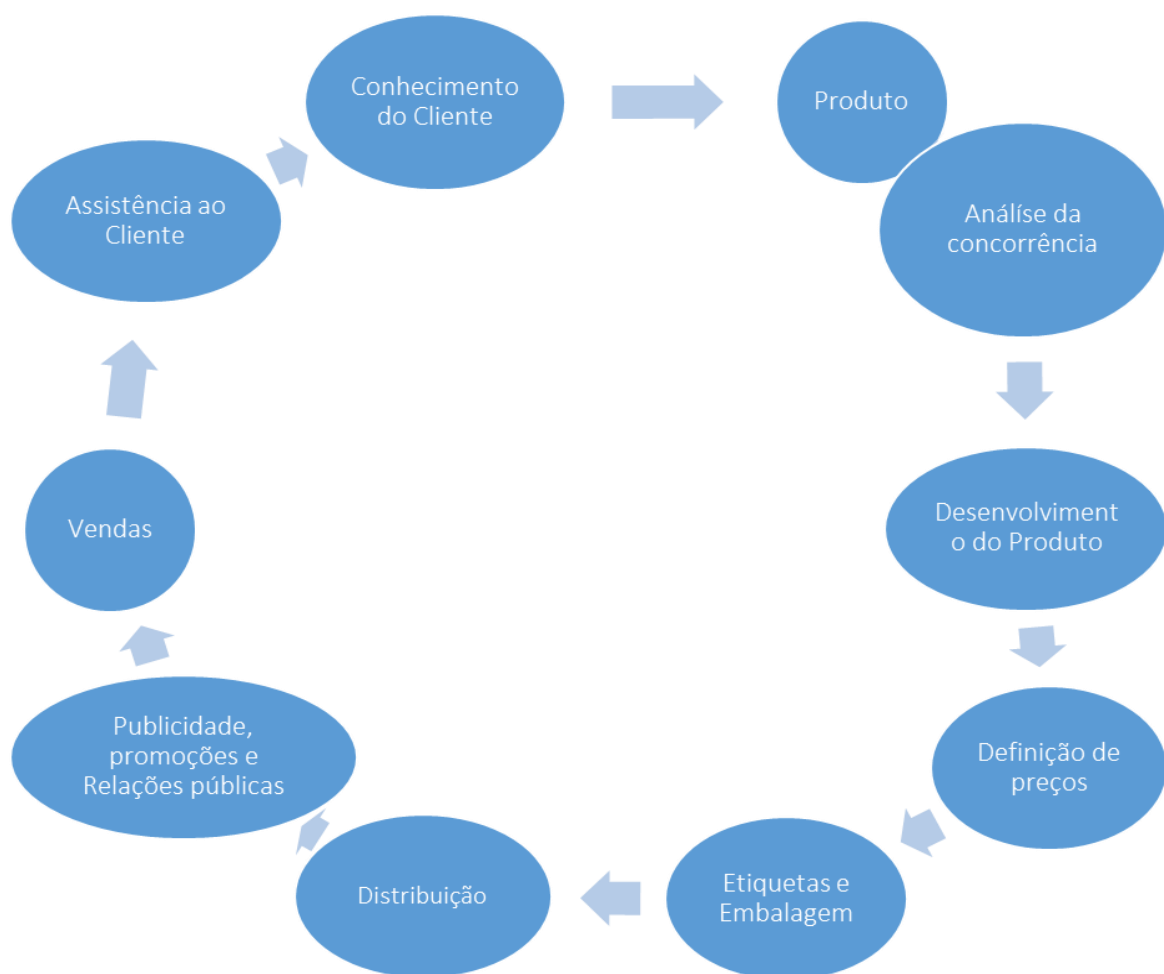 Conhecimento
do Cliente
Produto
Análíse da
concorrência
Desenvolviment
o do Produto
Definição de
preços
Etiquetas e
Embalagem
Distribuição
Publicidade,
promoções e
Relações públicas
Vendas
Assistência ao
Cliente